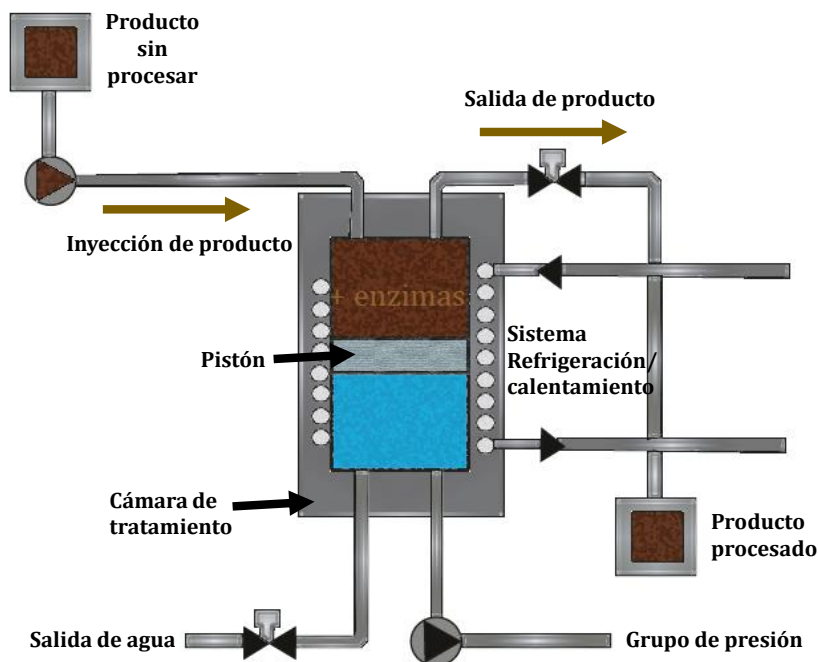 Producto
sin
procesar
Salida de producto
Inyección de producto
+ enzimas
Sistema
Refrigeración/
calentamiento
Pistón
Cámara de
tratamiento
Producto
procesado
Salida de agua
Grupo de presión